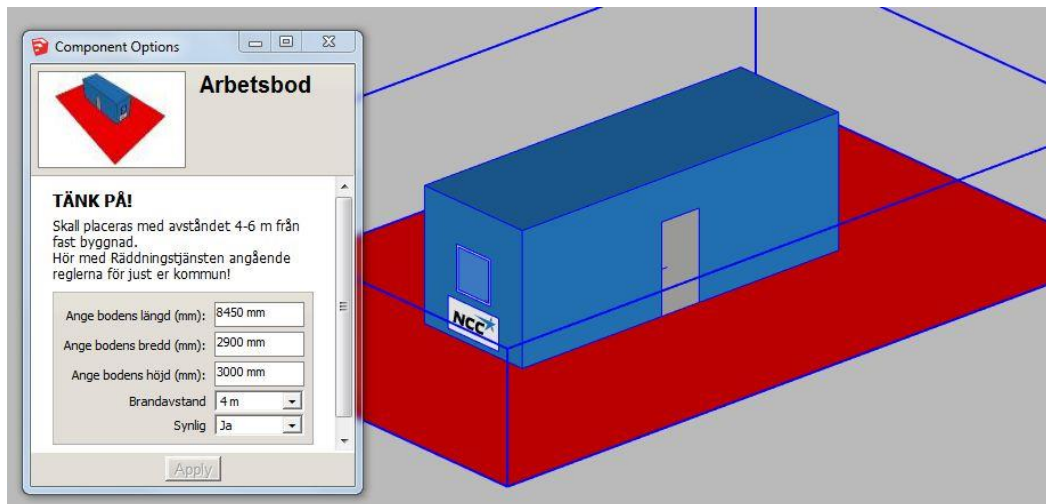 Component Options
Arbetsbod
TÄNK PÅ!
Skall placeras med avståndet 4-6 m från
fast byggnad.
Hör med Räddningstjänsten angående
reglerna för just er kommun!
Ange bodens längd (mm): 8450 mm
Ange bodens bredd (mm): 2900 mm
Ange bodens höjd (mm): 3000 mm
Brandavstand 4 m
Synlig Ja
Apply
NCC